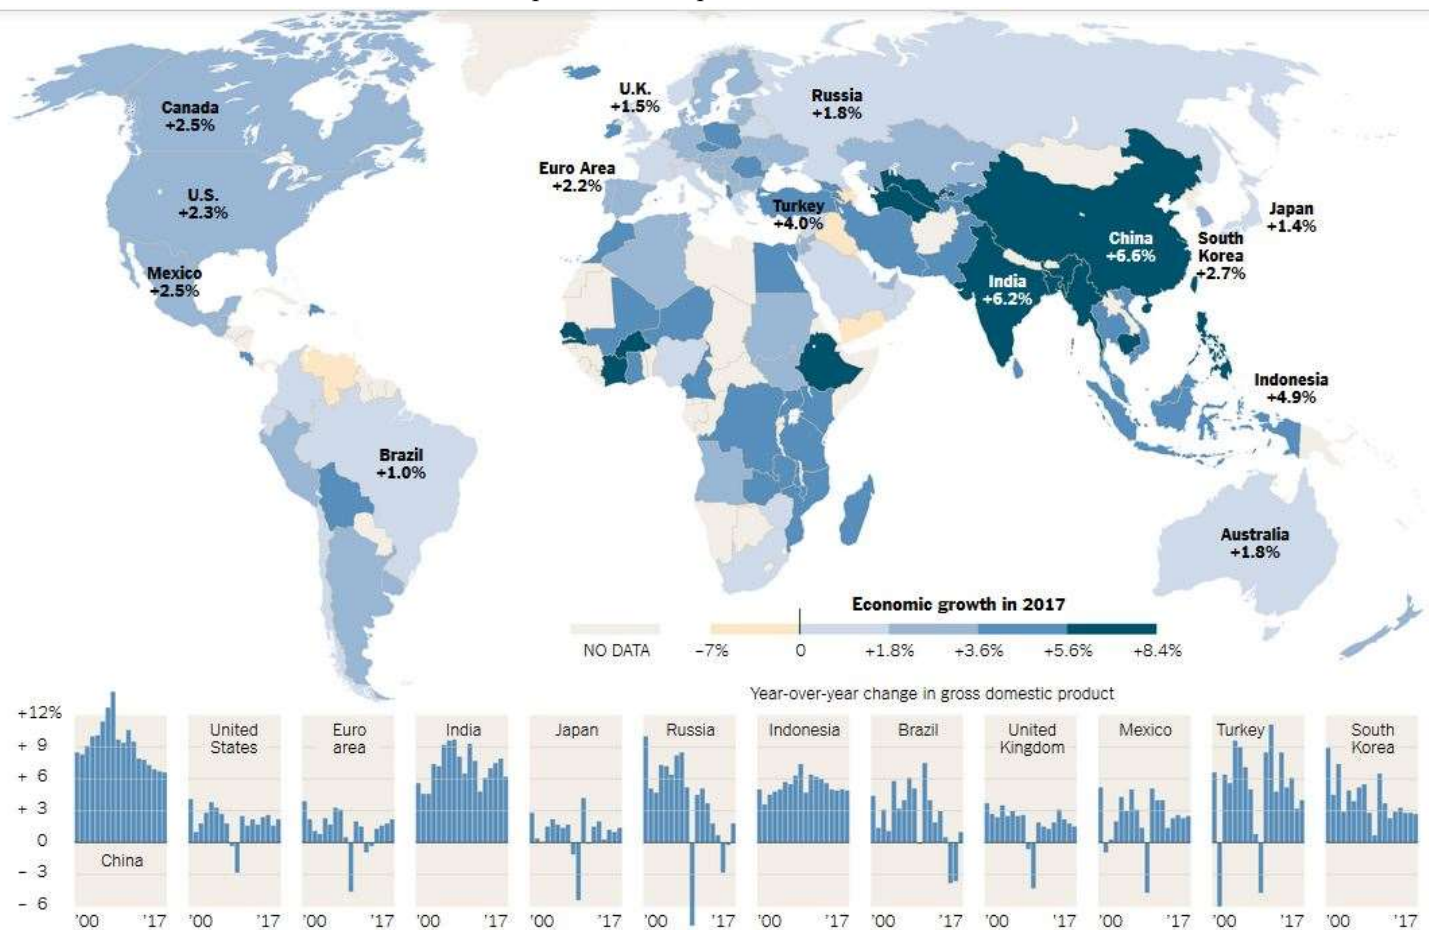 Canada
+2.5%
U.S.
+2.3%
Mexico
+2.5%
Brazil
+1.0%
U.K.
+1.5%
Euro Area
+2.2%
Russia
+1.8%
Turkey
+4.0%
China
+6.6%
India
+6.2%
Japan
+1.4%
South
Korea
+2.7%
Indonesia
+4.9%
Australia
+1.8%
Economic growth in 2017
NO DATA –7% 0 +1.8% +3.6% +5.6% +8.4%
Year-over-year change in gross domestic product
+12%
+ 9
+ 6
+ 3
0
– 3
– 6
China
United
States
Euro
area
India
Japan
Russia
Indonesia
Brazil
United
Kingdom
Mexico
Turkey
South
Korea
'00 '17 '00 '17 '00 '17 '00 '17 '00 '17 '00 '17 '00 '17 '00 '17 '00 '17 '00 '17 '00 '17 '00 '17